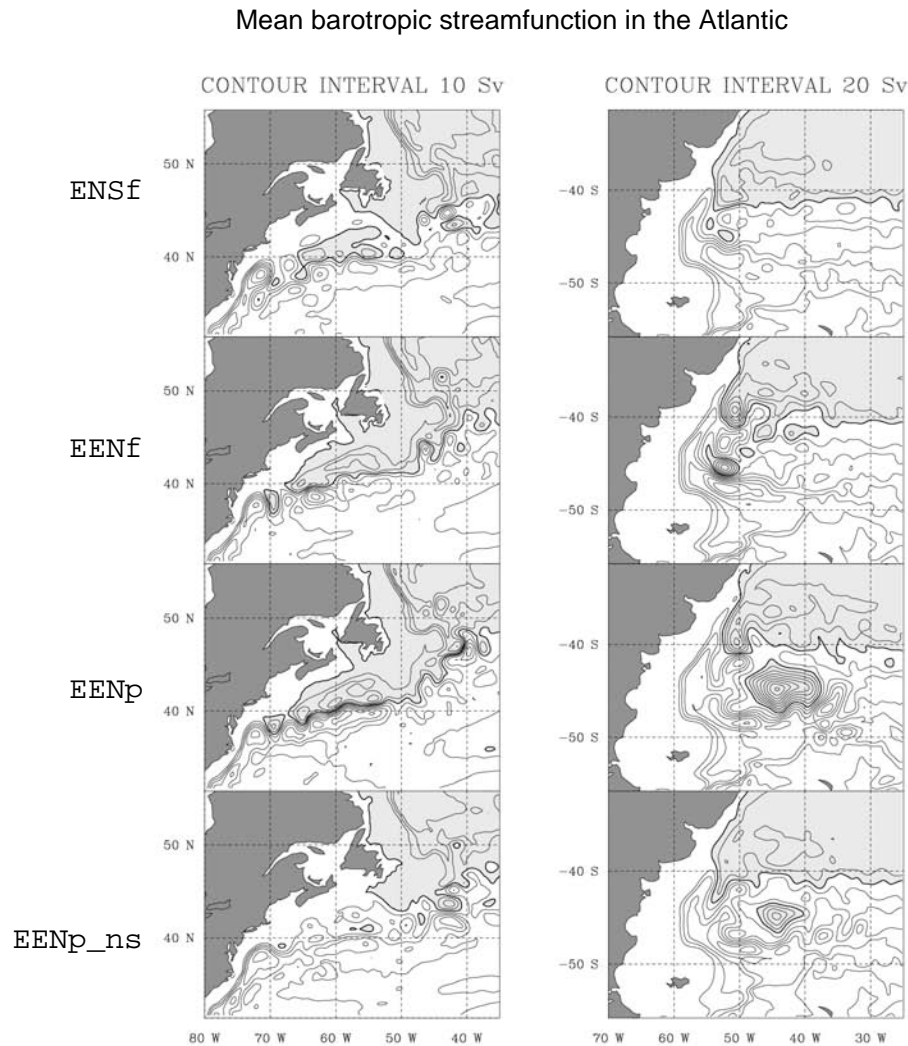 Mean barotropic streamfunction in the Atlantic
CONTOUR INTERVAL 10 Sv CONTOUR INTERVAL 20 Sv
50 N -40 S
ENSf
40 N -50 S
50 N -40 S
EENf
40 N -50 S
50 N -40 S
EENp
40 N -50 S
50 N -40 S
EENp_ns
40 N -50 S
80 W 70 W 60 W 50 W 40 W 70 W 60 W 50 W 40 W 30 W